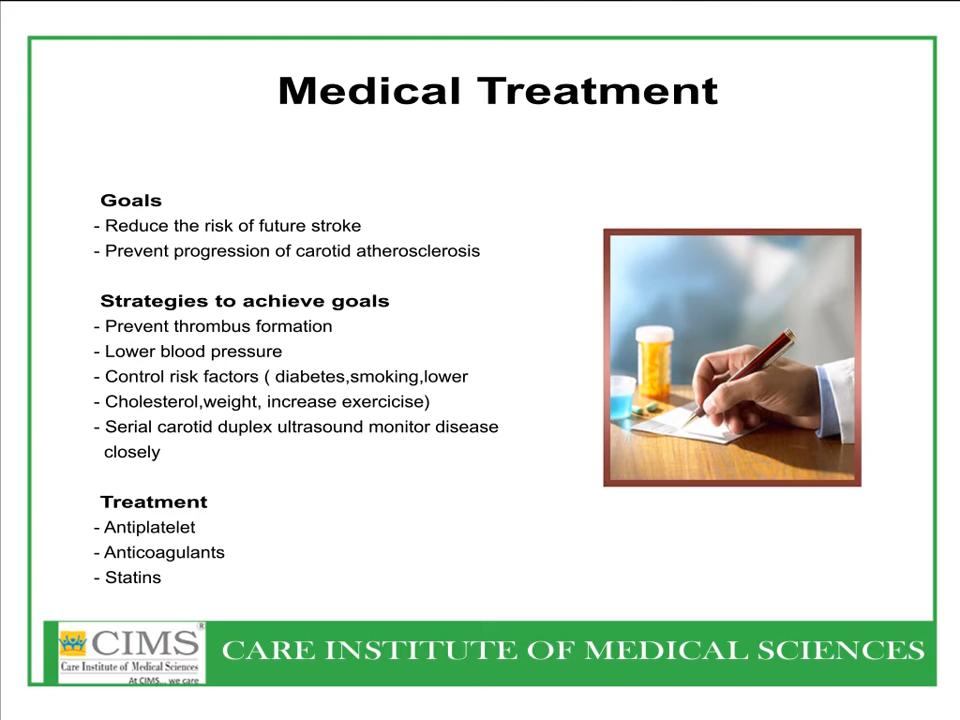 Medical Treatment
Goals
- Reduce the risk of future stroke
- Prevent progression of carotid atherosclerosis
Strategies to achieve goals
- Prevent thrombus formation
- Lower blood pressure
- Control risk factors ( diabetes,smoking,lower
- Cholesterol,weight, increase exercicise)
- Serial carotid duplex ultrasound monitor disease
closely
Treatment
- Antiplatelet
- Anticoagulants
- Statins
CIMS®
Care Institute of Medical Sciences
At CIMS... we care
CARE INSTITUTE OF MEDICAL SCIENCES